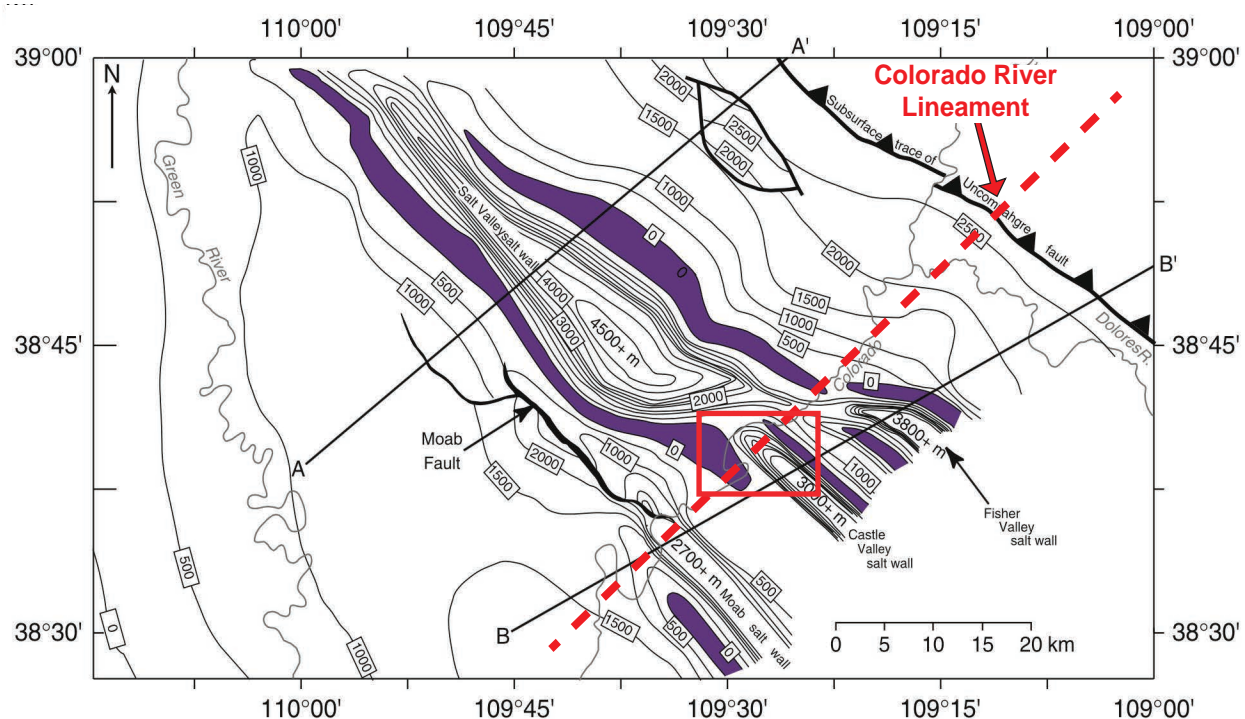 110°00' 109°45' 109°30' 109°15' 109°00'
39°00' 39°00'
A'
N
Colorado River
Lineament
2000
1500
2500
2000
Subsurface trace of
Uncompahgre fault
1000
Green
River
1000
0
0
2500
2000
Salt Valley salt wall
500
1000
4000
3000
4500+ m
1500
1000
500
B'
Dolores R.
38°45' 38°45'
Colorado
2000
0
3800+ m
Moab
Fault
1000
2000
1500
0
1000
3000+ m
A
Fisher
Valley
salt wall
Castle
Valley
salt wall
500
2700+ m
500
Moab salt wall
0
1000
1500
500
0
B
38°30' 38°30'
0 5 10 15 20 km
110°00' 109°45' 109°30' 109°15' 109°00'